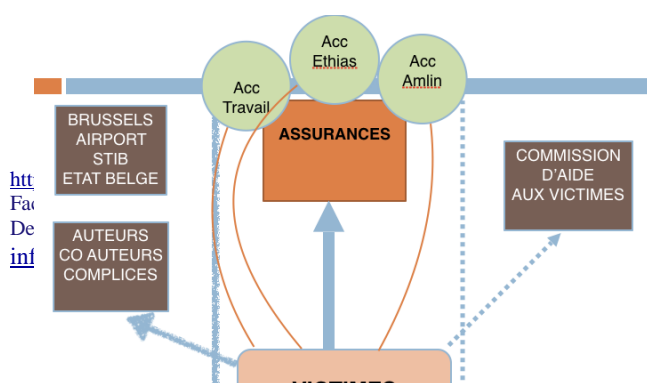 Acc
Ethias
Acc
Travail
Acc
Amlin
ASSURANCES
BRUSSELS
AIRPORT
STIB
ETAT BELGE
COMMISSION
D'AIDE
AUX VICTIMES
AUTEURS
CO AUTEURS
COMPLICES
VICTIMES